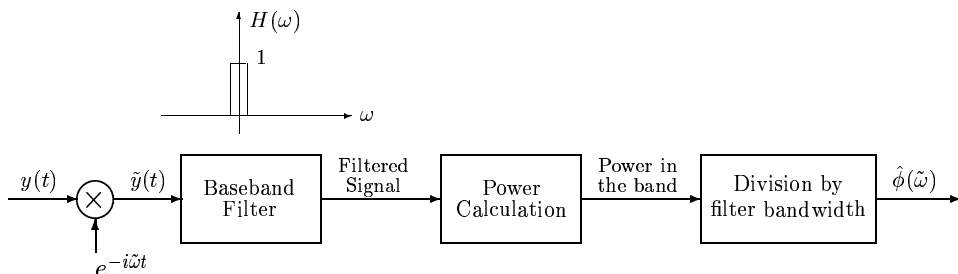 H(ω)
1
ω
y(t)
ỹ(t)
Baseband
Filter
Filtered
Signal
Power
Calculation
Power in
the band
Division by
filter bandwidth
ϕ̂(ω̃)
×
e^{-iω̃t}